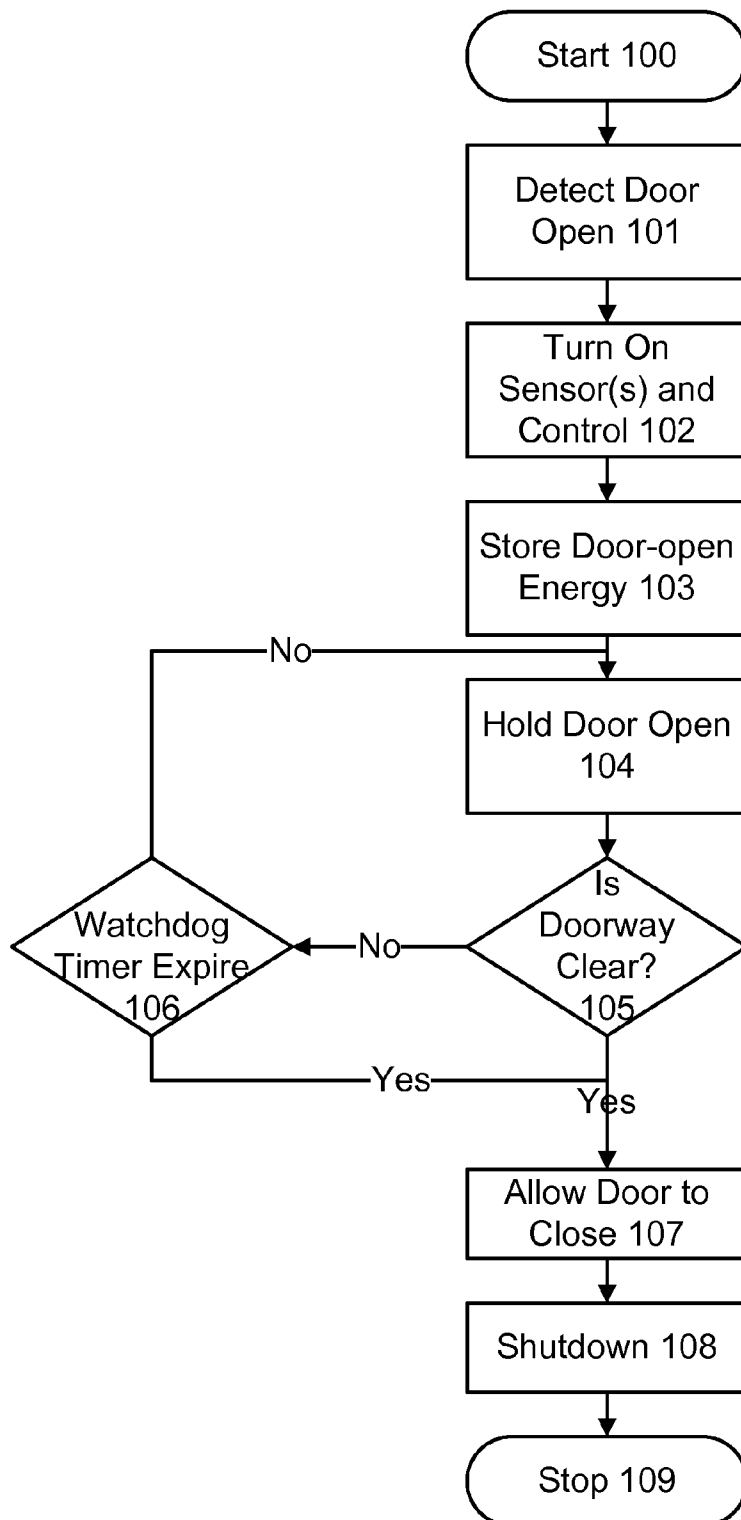 Start 100
Detect Door
Open 101
Turn On
Sensor(s) and
Control 102
Store Door-open
Energy 103
No
Hold Door Open
104
Is
Doorway
Clear?
105
No
Watchdog
Timer Expire
106
Yes
Yes
Allow Door to
Close 107
Shutdown 108
Stop 109